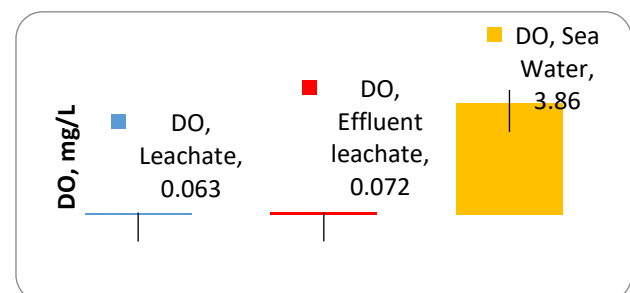 DO, mg/L
DO,
Leachate,
0.063
DO,
Effluent
leachate,
0.072
DO, Sea
Water,
3.86